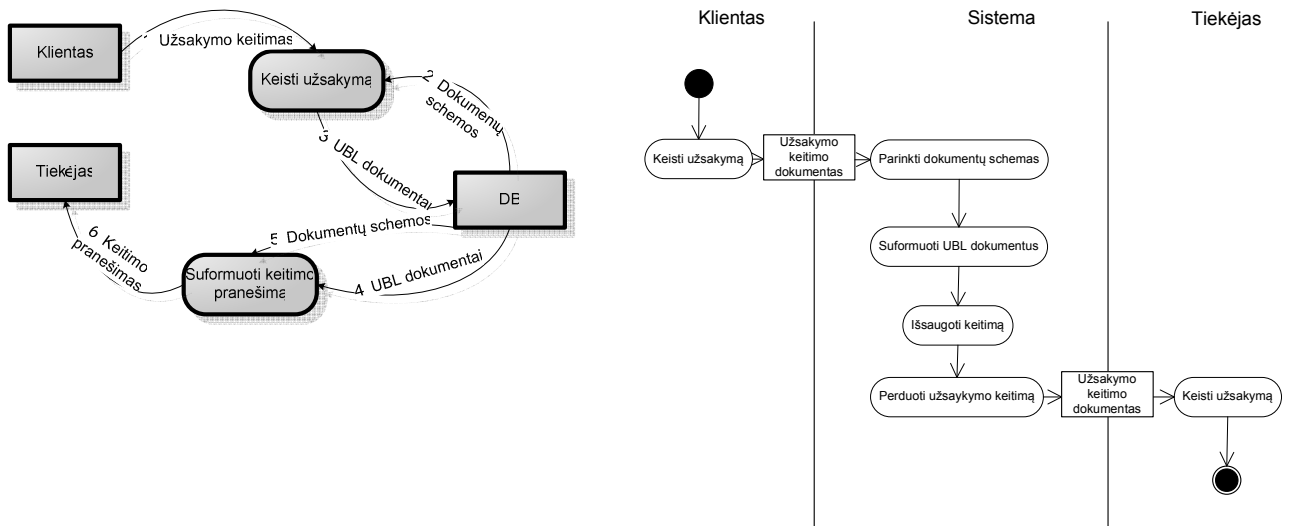 Klientas
Užsakymo keitimas
Keisti užsakymą
2 Dokumentų
schemos
3 UBL dokumentai
Tiekėjas
DB
5 Dokumentų schemos
6 Keitimo
pranešimas
Suformuoti keitimo
pranešimą
4 UBL dokumentai
Klientas
Sistema
Tiekėjas
Keisti užsakymą
Užsakymo
keitimo
dokumentas
Parinkti dokumentų schemas
Suformuoti UBL dokumentus
Išsaugoti keitimą
Perduoti užsaykymo keitimą
Užsakymo
keitimo
dokumentas
Keisti užsakymą